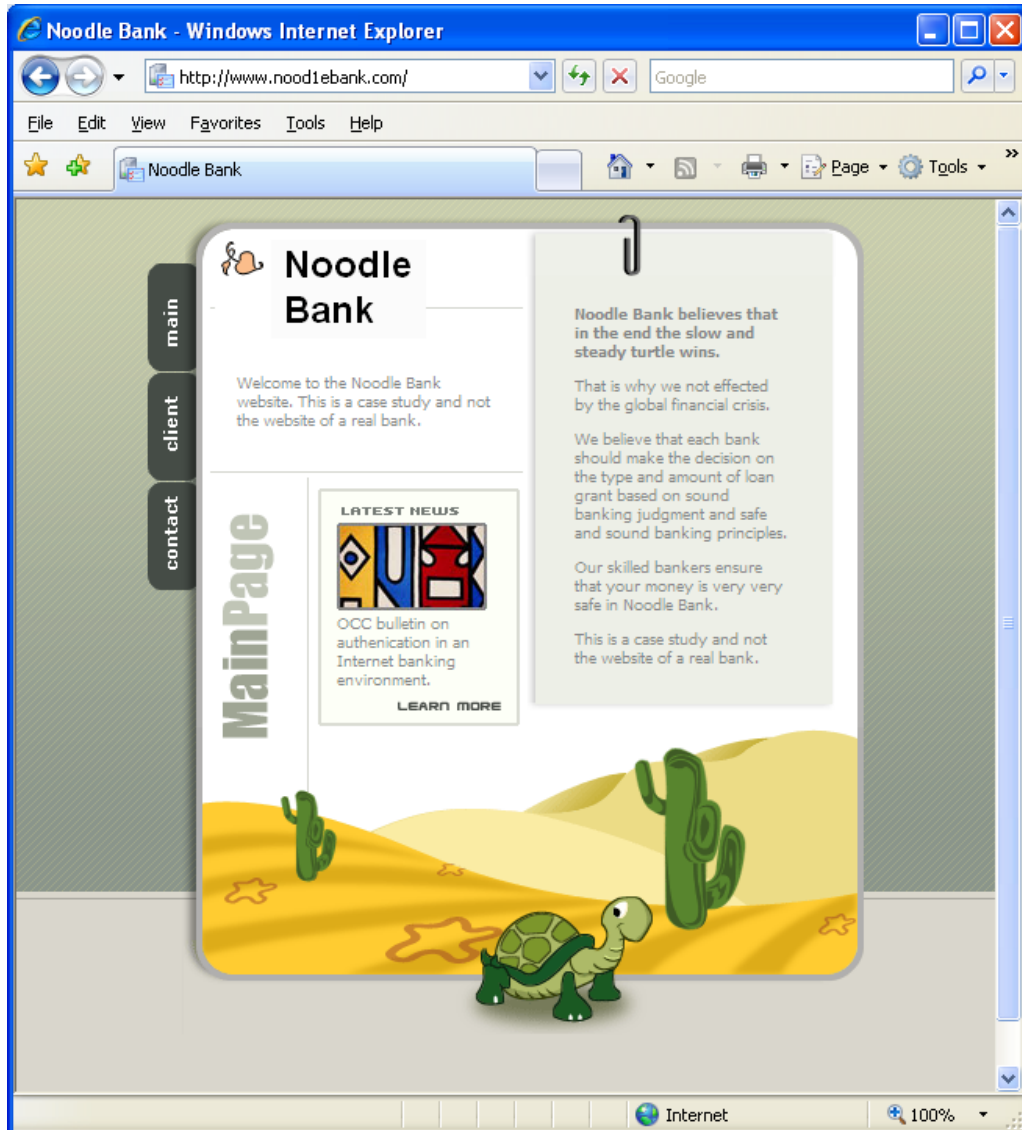 Noodle Bank - Windows Internet Explorer
http://www.nood1ebank.com/
Google
File Edit View Favorites Tools Help
Noodle Bank
Page Tools »
main
client
contact
Noodle
Bank
Welcome to the Noodle Bank
website. This is a case study and not
the website of a real bank.
MainPage
LATEST NEWS
OCC bulletin on
authenication in an
Internet banking
environment.
LEARN MORE
Noodle Bank believes that
in the end the slow and
steady turtle wins.
That is why we not effected
by the global financial crisis.
We believe that each bank
should make the decision on
the type and amount of loan
grant based on sound
banking judgment and safe
and sound banking principles.
Our skilled bankers ensure
that your money is very very
safe in Noodle Bank.
This is a case study and not
the website of a real bank.
Internet 100%